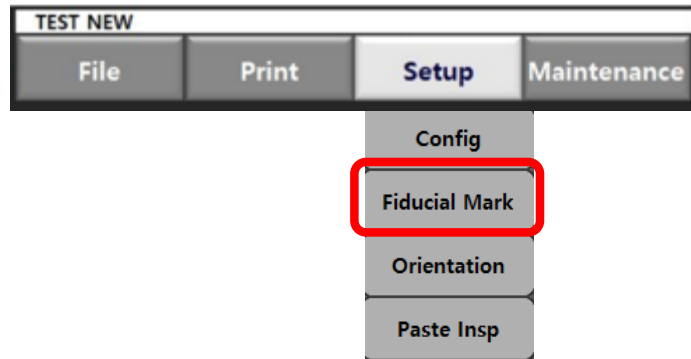 TEST NEW
File Print Setup Maintenance
Config
Fiducial Mark
Orientation
Paste Insp